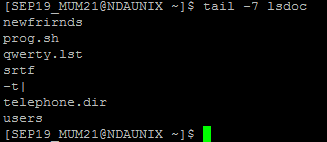 [SEP19_MUM21@NDAUNIX ~]$ tail -7 lsdoc
newfrirnds
prog.sh
qwerty.lst
srtf
-t|
telephone.dir
users
[SEP19_MUM21@NDAUNIX ~]$